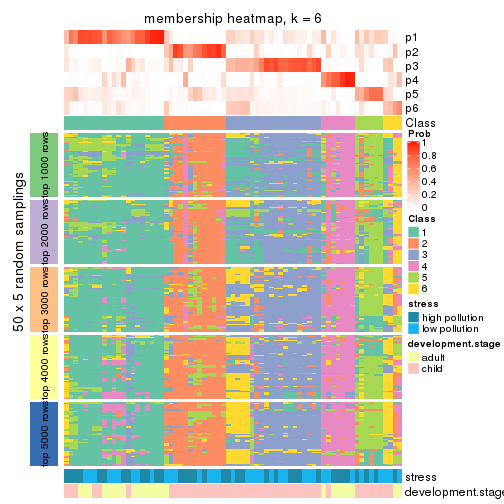 membership heatmap, k = 6
p1
p2
p3
p4
p5
p6
Class
50 x 5 random samplings
top 1000 rows
top 2000 rows
top 3000 rows
top 4000 rows
top 5000 rows
stress
development.stage
Prob
1
0.8
0.6
0.4
0.2
0
Class
1
2
3
4
5
6
stress
high pollution
low pollution
development.stage
adult
child